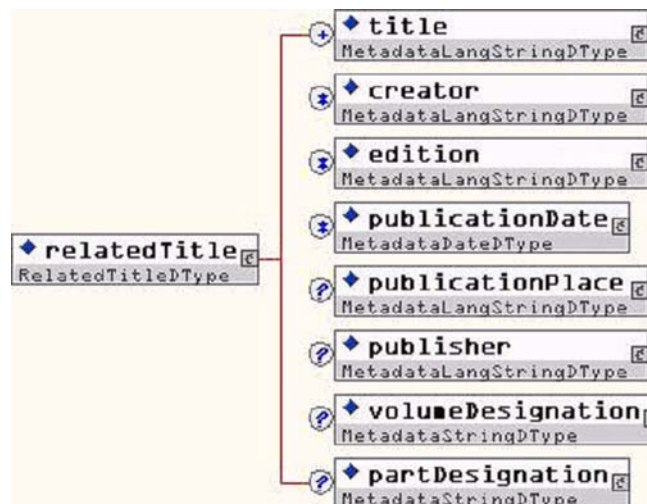 title
MetadataLangStringDType
creator
MetadataLangStringDType
edition
MetadataLangStringDType
publicationDate
MetadataDateDType
relatedTitle
RelatedTitleDType
publicationPlace
MetadataLangStringDType
publisher
MetadataLangStringDType
volumeDesignation
MetadataStringDType
partDesignation
MetadataStringDType